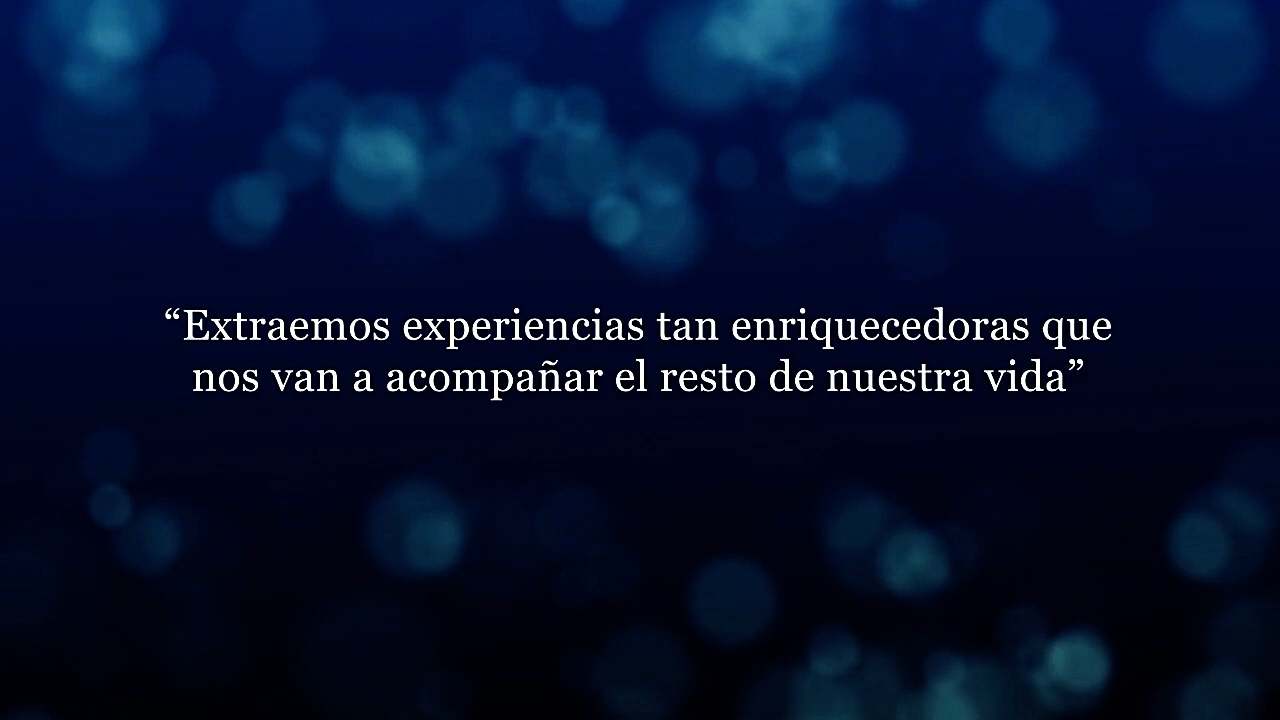 “Extraemos experiencias tan enriquecedoras que
nos van a acompañar el resto de nuestra vida”